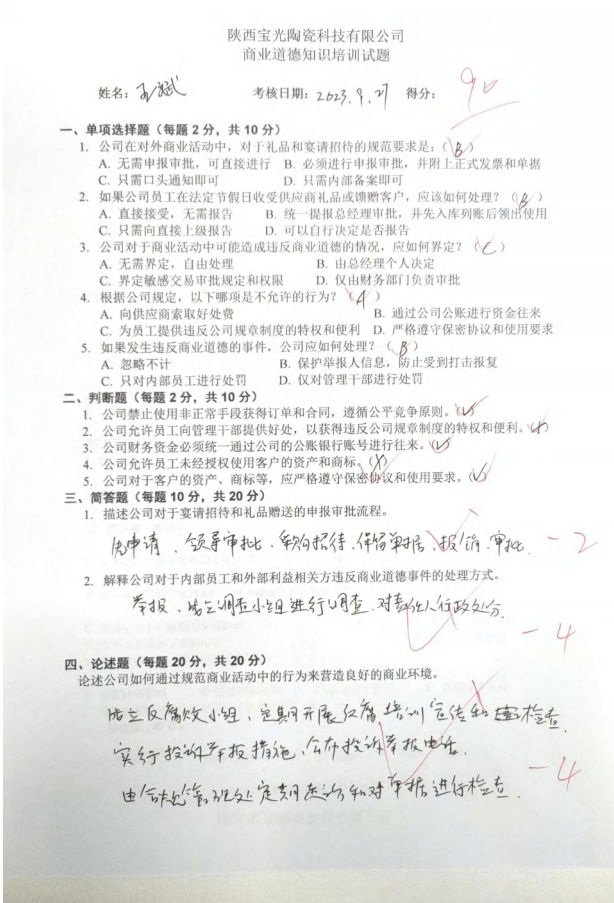 陕西宝光陶瓷科技有限公司
商业道德知识培训试题
姓名： 考核日期：2023.9.27 得分：90
一、单项选择题（每题 2 分，共 10 分）
1. 公司在对外商业活动中，对于礼品和宴请招待的规范要求是：（B）
A. 无需申报审批，可直接进行 B. 必须进行申报审批，并附上正式发票和单据
C. 只需口头通知即可 D. 只需内部备案即可
2. 如果公司员工在法定节假日收受供应商礼品或馈赠客户，应该如何处理？（B）
A. 直接接受，无需报告 B. 统一提报总经理审批，并先入库列账后领出使用
C. 只需向直接上级报告 D. 可以自行决定是否报告
3. 公司对于商业活动中可能造成违反商业道德的情况，应如何界定？（C）
A. 无需界定，自由处理 B. 由总经理个人决定
C. 界定敏感交易审批规定和权限 D. 仅由财务部门负责审批
4. 根据公司规定，以下哪项是不允许的行为？（A）
A. 向供应商索取好处费 B. 通过公司公账进行资金往来
C. 为员工提供违反公司规章制度的特权和便利 D. 严格遵守保密协议和使用要求
5. 如果发生违反商业道德的事件，公司应如何处理？（B）
A. 忽略不计 B. 保护举报人信息，防止受到打击报复
C. 只对内部员工进行处罚 D. 仅对管理干部进行处罚
二、判断题（每题 2 分，共 10 分）
1. 公司禁止使用非正常手段获得订单和合同，遵循公平竞争原则。（√）
2. 公司允许员工向管理干部提供好处，以获得违反公司规章制度的特权和便利。（×）
3. 公司财务资金必须统一通过公司的公账银行账号进行往来。（√）
4. 公司允许员工未经授权使用客户的资产和商标。（×）
5. 公司对于客户的资产、商标等，应严格遵守保密协议和使用要求。（√）
三、简答题（每题 10 分，共 20 分）
1. 描述公司对于宴请招待和礼品赠送的申报审批流程。
先申请、领导审批、采购招待、保留单据、报销、审批. -2
2. 解释公司对于内部员工和外部利益相关方违反商业道德事件的处理方式。
举报、成立调查小组进行调查.对责任人行政处分. -4
四、论述题（每题 20 分，共 20 分）
论述公司如何通过规范商业活动中的行为来营造良好的商业环境。
成立反腐败小组、定期开展反腐培训宣传和检查.
实行投诉举报措施、公布投诉举报电话.
由管理处定期走访和对单据进行检查. -4